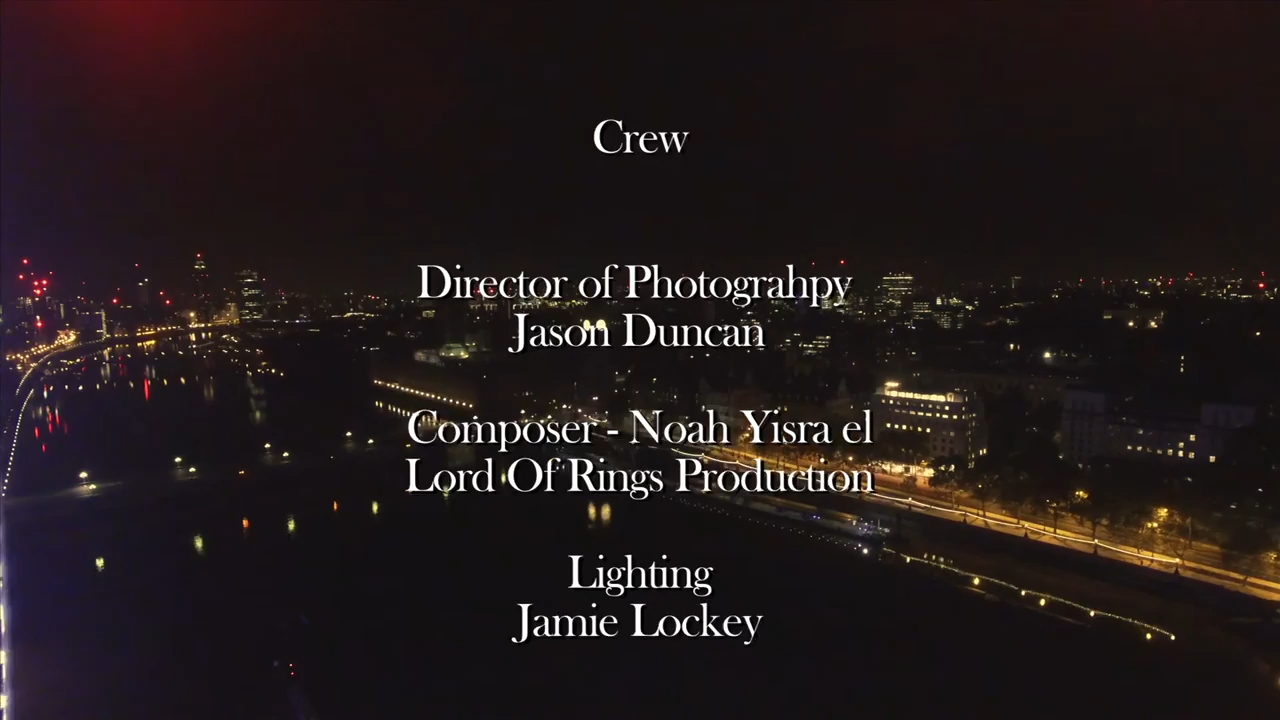 Crew
Director of Photograhpy
Jason Duncan
Composer - Noah Yisra el
Lord Of Rings Production
Lighting
Jamie Lockey